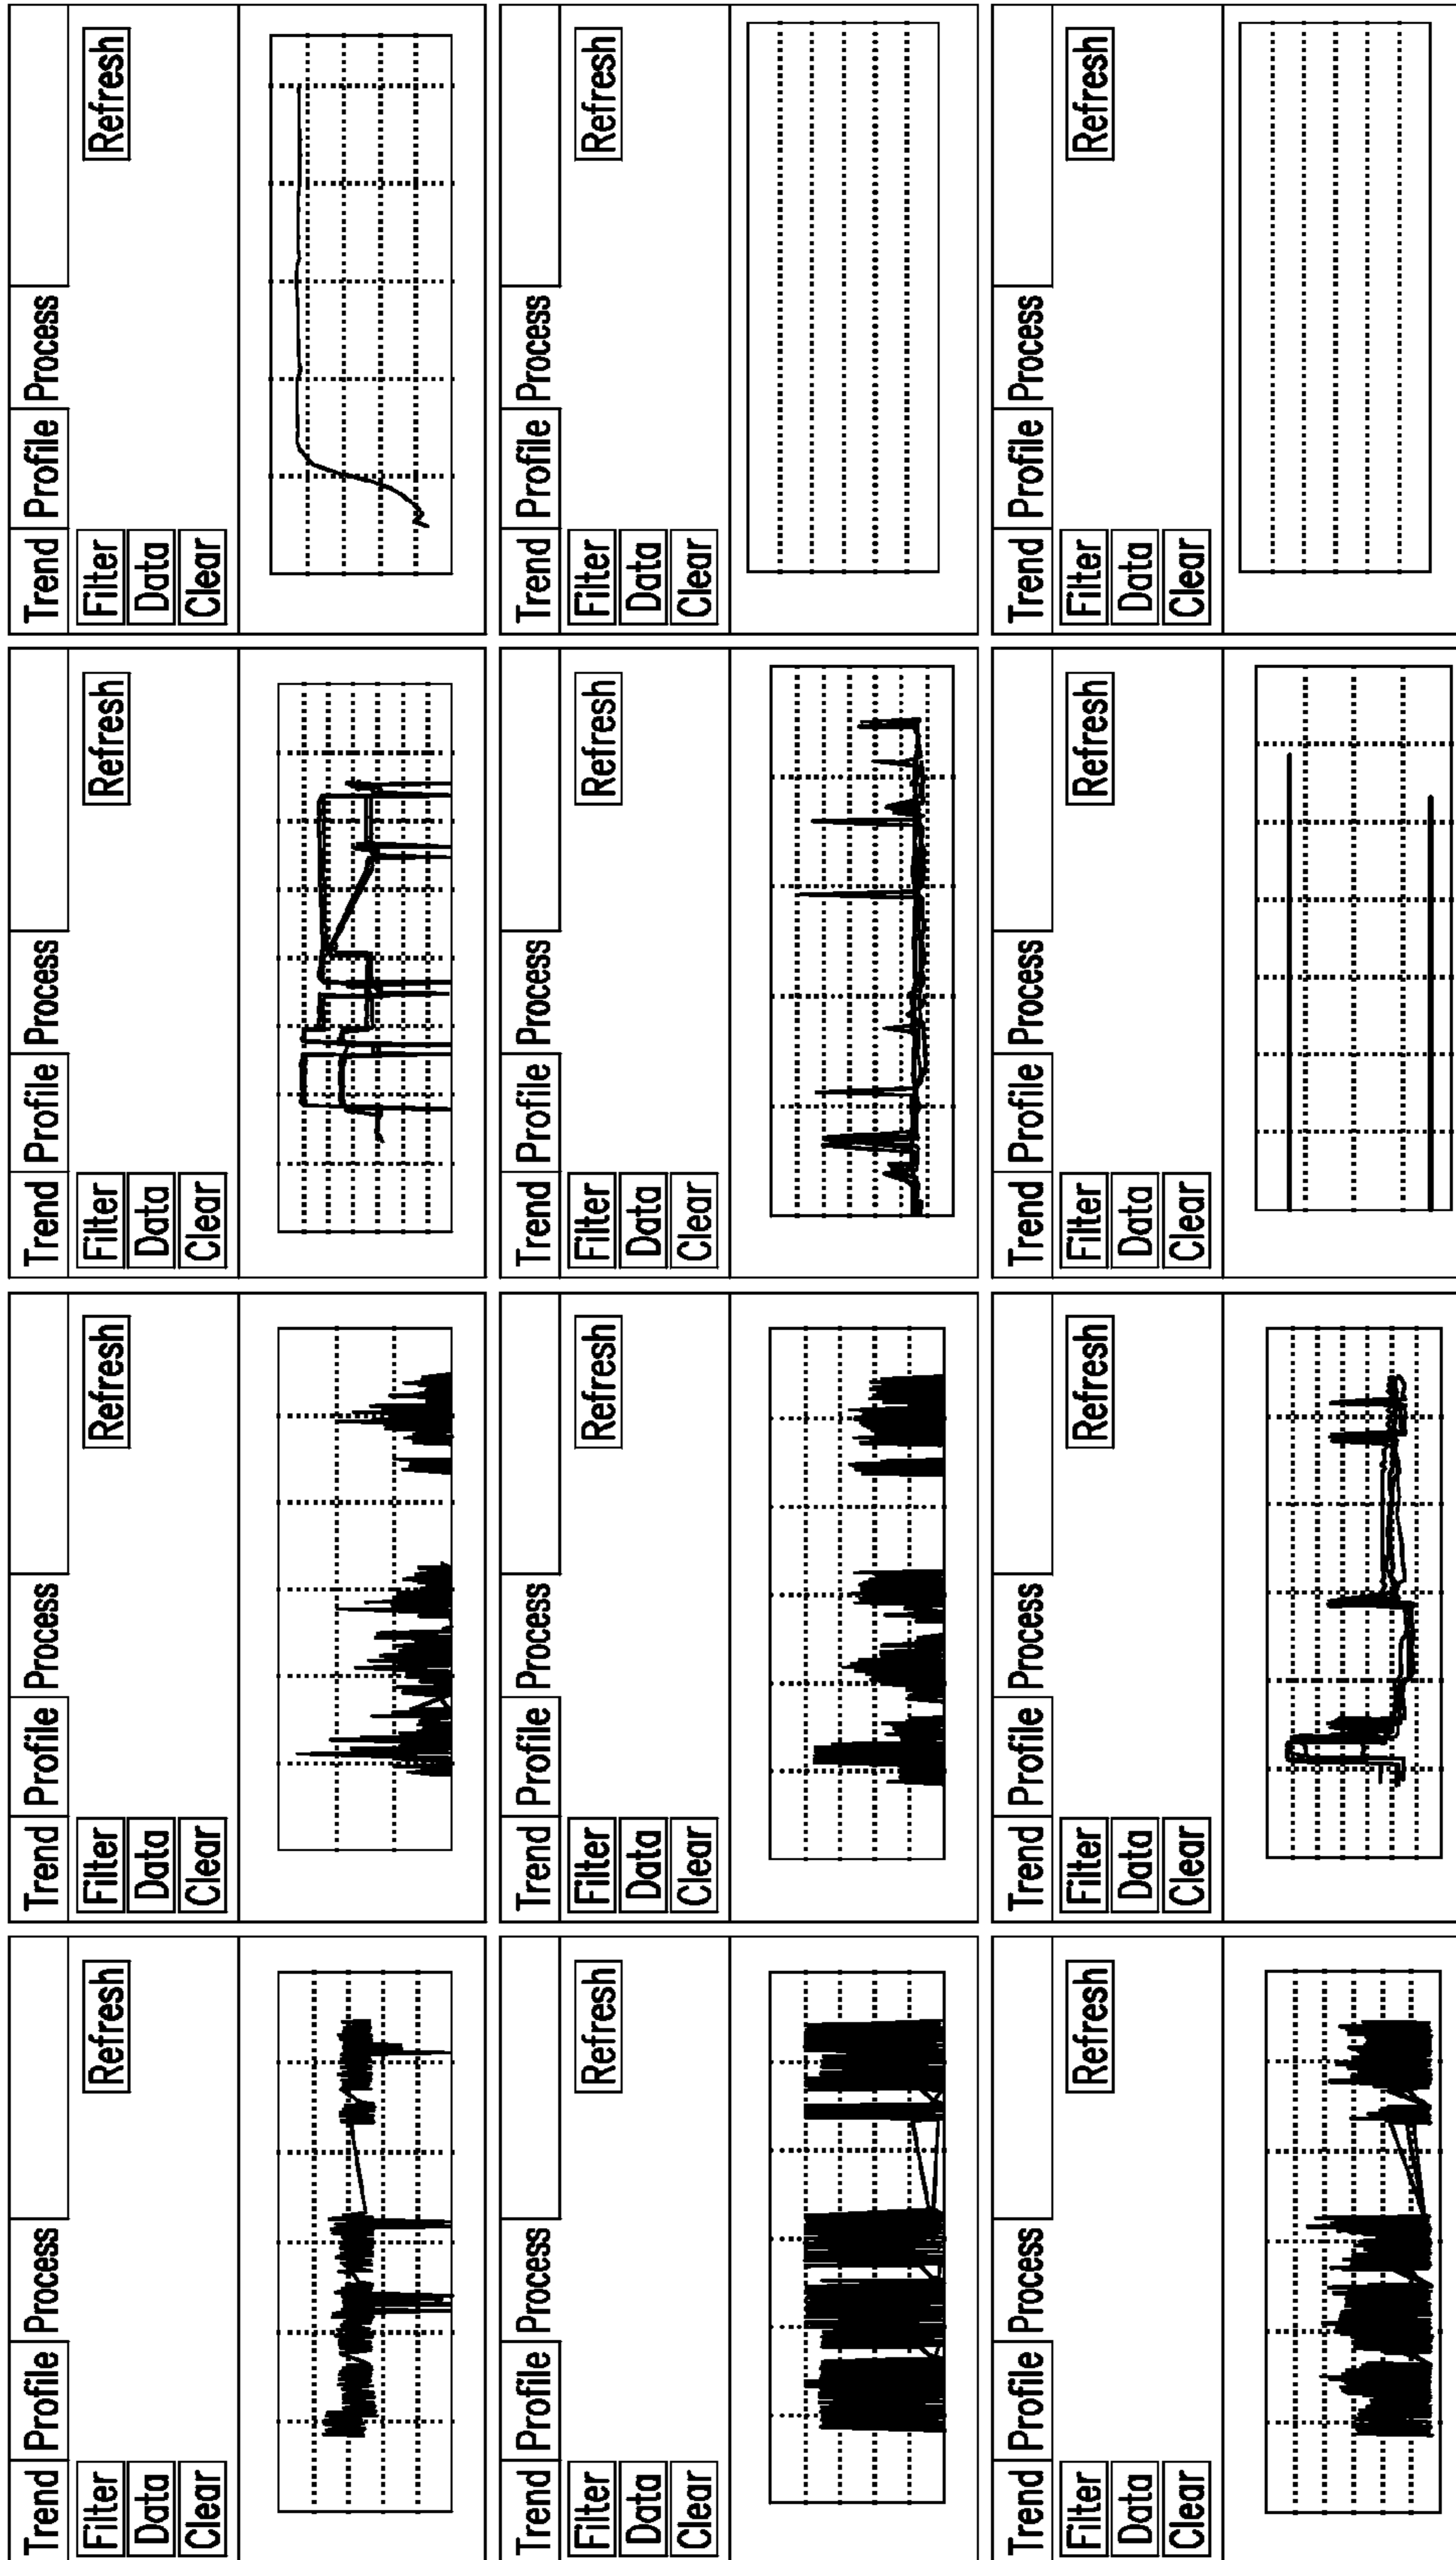 Trend Profile Process
Filter Refresh
Data
Clear
Trend Profile Process
Filter Refresh
Data
Clear
Trend Profile Process
Filter Refresh
Data
Clear
Trend Profile Process
Filter Refresh
Data
Clear
Trend Profile Process
Filter Refresh
Data
Clear
Trend Profile Process
Filter Refresh
Data
Clear
Trend Profile Process
Filter Refresh
Data
Clear
Trend Profile Process
Filter Refresh
Data
Clear
Trend Profile Process
Filter Refresh
Data
Clear
Trend Profile Process
Filter Refresh
Data
Clear
Trend Profile Process
Filter Refresh
Data
Clear
Trend Profile Process
Filter Refresh
Data
Clear